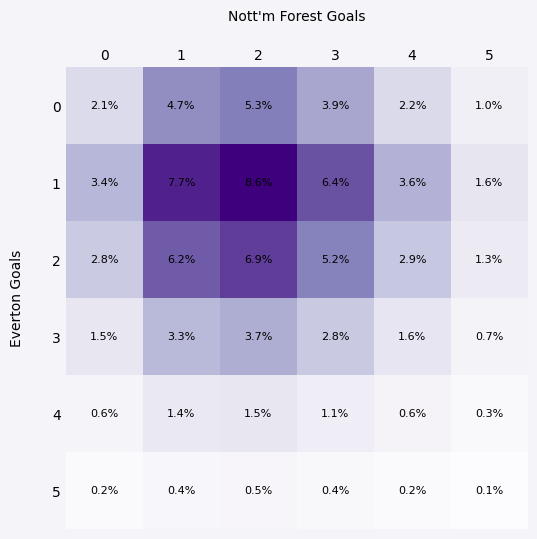 Nott'm Forest Goals
0 1 2 3 4 5
0 2.1% 4.7% 5.3% 3.9% 2.2% 1.0%
1 3.4% 7.7% 8.6% 6.4% 3.6% 1.6%
2 2.8% 6.2% 6.9% 5.2% 2.9% 1.3%
3 1.5% 3.3% 3.7% 2.8% 1.6% 0.7%
4 0.6% 1.4% 1.5% 1.1% 0.6% 0.3%
5 0.2% 0.4% 0.5% 0.4% 0.2% 0.1%
Everton Goals